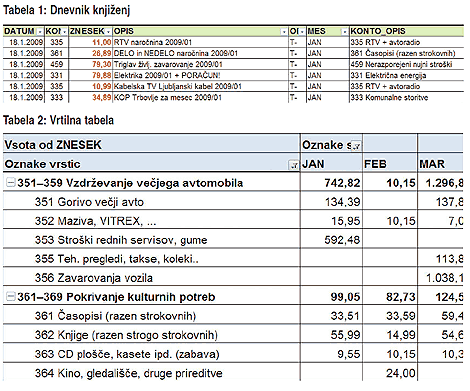 Tabela 1: Dnevnik knjiženj
DATUM KO ZNESEK OPIS O MES KONTO_OPIS
18.1.2009 335 11,00 RTV naročnina 2009/01 T- JAN 335 RTV + avtoradio
18.1.2009 361 26,89 DELO in NEDELO naročnina 2009/01 T- JAN 361 Časopisi (razen strokovnih)
18.1.2009 459 79,30 Triglav življ. zavarovanje 2009/01 T- JAN 459 Nerazporejeni nujni stroški
18.1.2009 331 79,88 Elektrika 2009/01 + PORAČUN! T- JAN 331 Električna energija
18.1.2009 335 10,99 Kabelska TV Ljubljanski kabel 2009/01 T- JAN 335 RTV + radio
18.1.2009 333 34,89 KOP Trbovlje za mesec 2009/01 T- JAN 333 Komunalne storitve
Tabela 2: Vrtilna tabela
Vsota od ZNESEK Oznake s
Oznake vrstic JAN FEB MAR
351–359 Vzdrževanje večjega avtomobila 742,82 10,15 1.296,8
351 Gorivo večji avto 134,39 137,8
352 Maziva, VITREX, ... 15,95 10,15 7,0
353 Stroški rednih servisov, gume 592,48
355 Teh. pregledi, takse, koleki.. 113,8
356 Zavarovanja vozila 1.038,1
361–369 Pokrivanje kulturnih potreb 99,05 82,73 124,5
361 Časopisi (razen strokovnih) 33,51 33,59 59,4
362 Knjige (razen strogo strokovnih) 55,99 14,99 54,6
363 CD plošče, kasete ipd. (zabava) 9,55 10,15 10,3
364 Kino, gledališče, druge prireditve 24,00